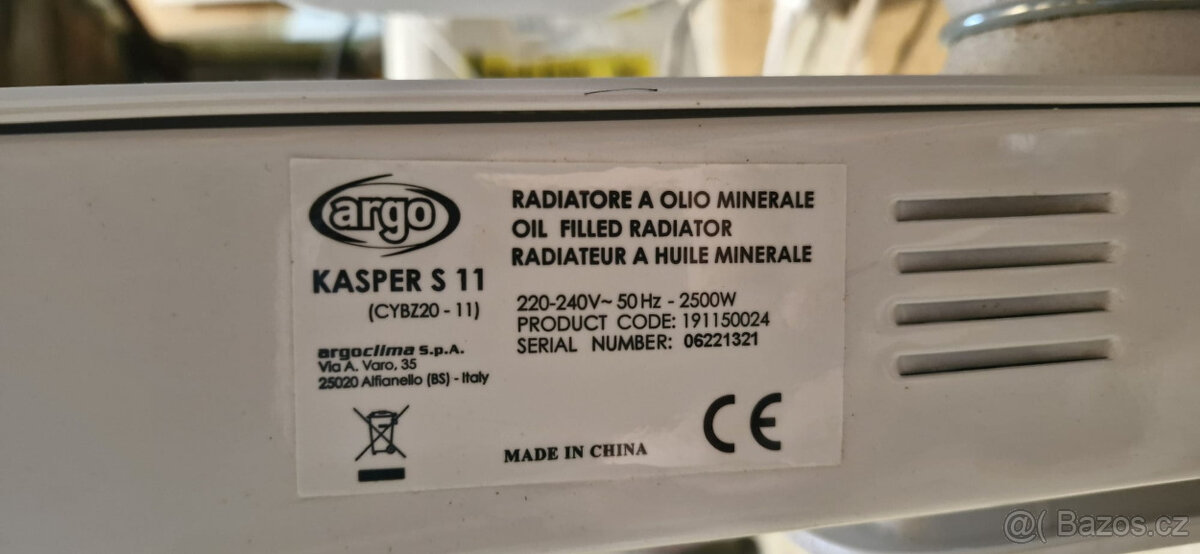 argo
KASPER S 11
(CYBZ20 - 11)
argoclima S.p.A.
Via A. Varo, 35
25020 Alfianello (BS) - Italy
RADIATORE A OLIO MINERALE
OIL FILLED RADIATOR
RADIATEUR A HUILE MINERALE
220-240V~ 50 Hz - 2500W
PRODUCT CODE: 191150024
SERIAL NUMBER: 06221321
MADE IN CHINA
CE
@( Bazos.cz